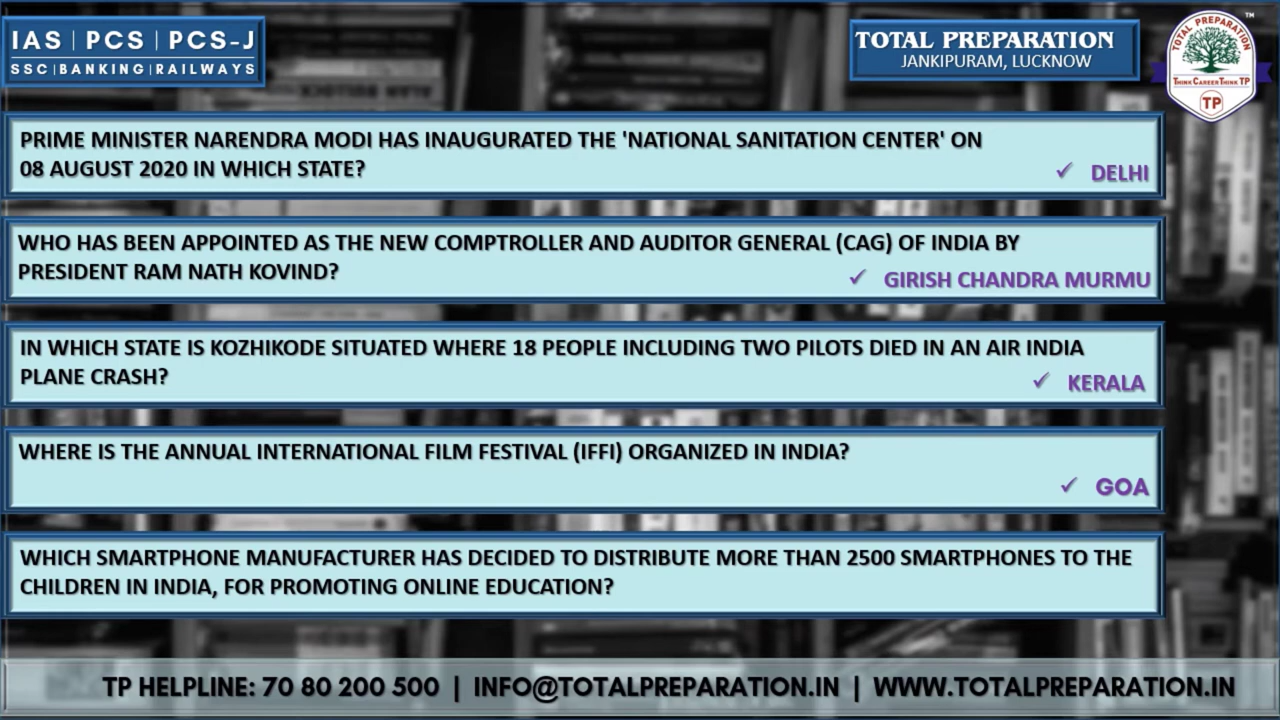 IAS | PCS | PCS-J
SSC|BANKING|RAILWAYS
TOTAL PREPARATION
JANKIPURAM, LUCKNOW
TM
TOTAL PREPARATION
THINK CAREER THINK TP
TP
PRIME MINISTER NARENDRA MODI HAS INAUGURATED THE 'NATIONAL SANITATION CENTER' ON
08 AUGUST 2020 IN WHICH STATE?
✓ DELHI
WHO HAS BEEN APPOINTED AS THE NEW COMPTROLLER AND AUDITOR GENERAL (CAG) OF INDIA BY
PRESIDENT RAM NATH KOVIND?
✓ GIRISH CHANDRA MURMU
IN WHICH STATE IS KOZHIKODE SITUATED WHERE 18 PEOPLE INCLUDING TWO PILOTS DIED IN AN AIR INDIA
PLANE CRASH?
✓ KERALA
WHERE IS THE ANNUAL INTERNATIONAL FILM FESTIVAL (IFFI) ORGANIZED IN INDIA?
✓ GOA
WHICH SMARTPHONE MANUFACTURER HAS DECIDED TO DISTRIBUTE MORE THAN 2500 SMARTPHONES TO THE
CHILDREN IN INDIA, FOR PROMOTING ONLINE EDUCATION?
TP HELPLINE: 70 80 200 500 | INFO@TOTALPREPARATION.IN | WWW.TOTALPREPARATION.IN